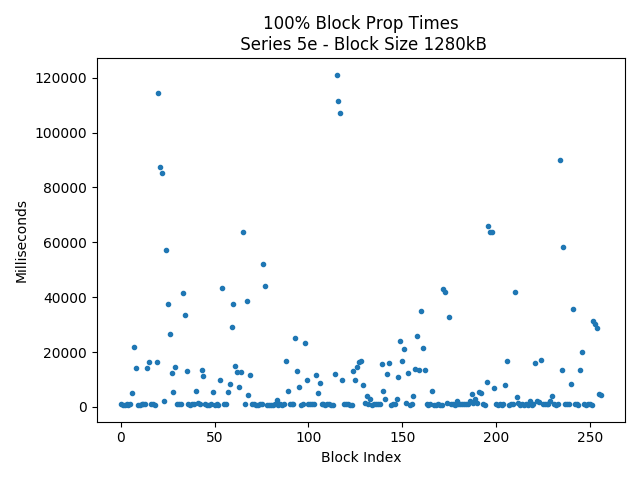 100% Block Prop Times
Series 5e - Block Size 1280kB
120000
100000
80000
60000
40000
20000
0
Milliseconds
0 50 100 150 200 250
Block Index